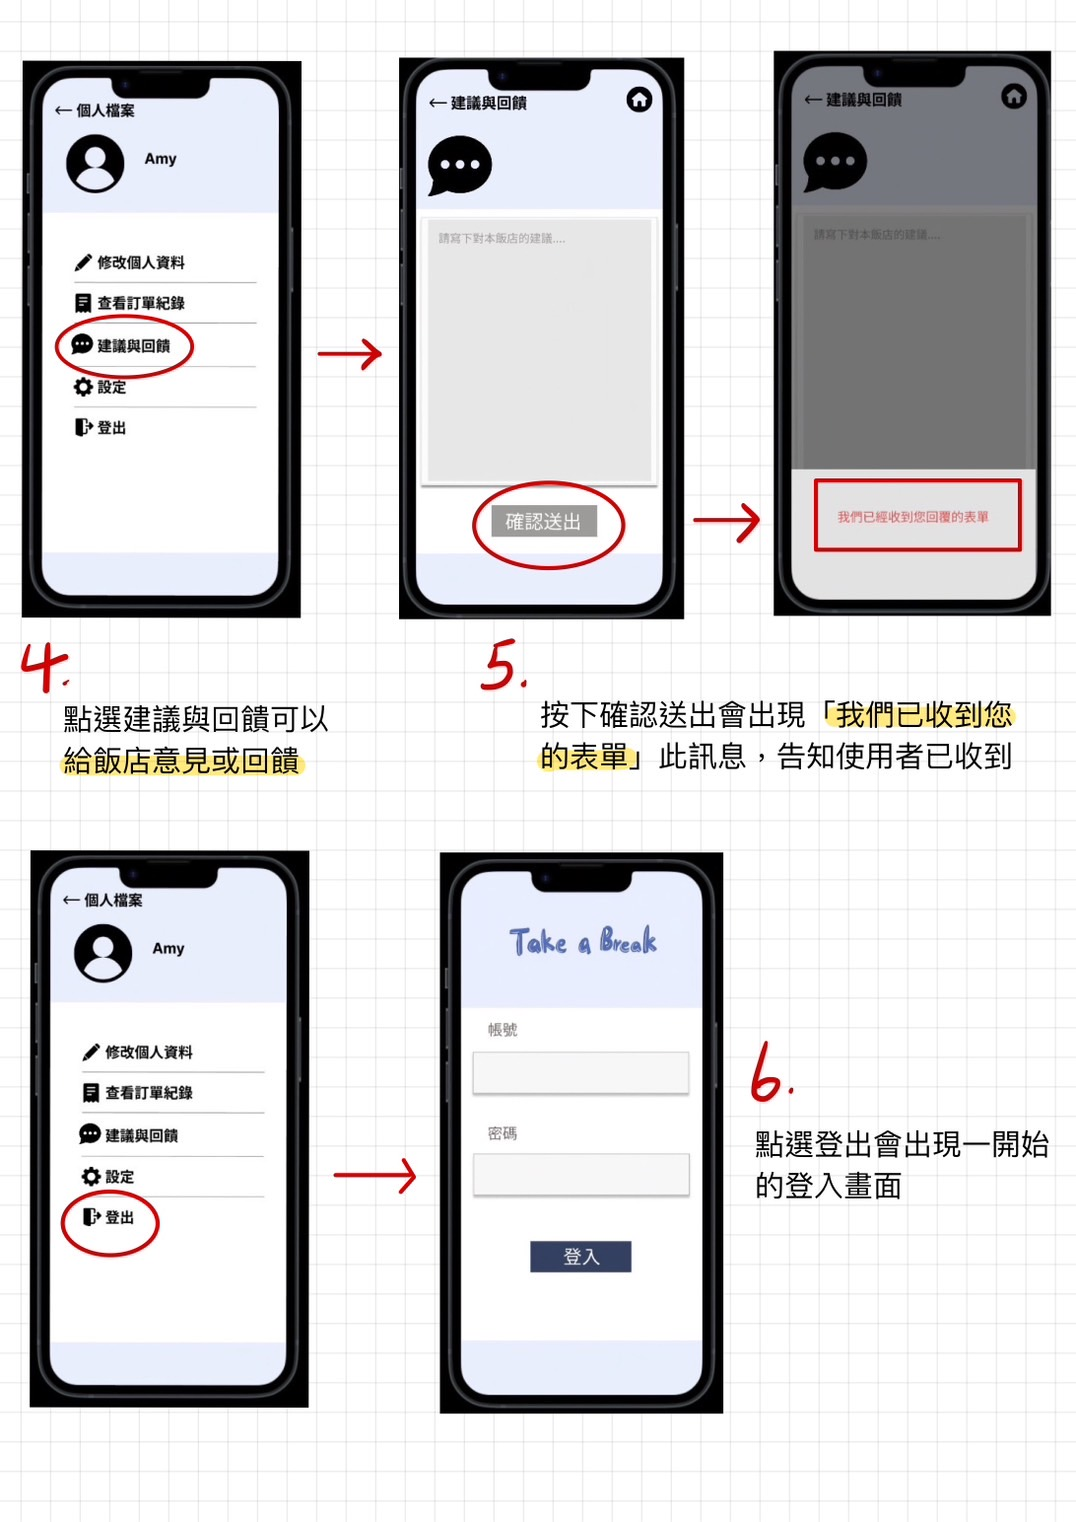 ← 個人檔案
Amy
修改個人資料
查看訂單紀錄
建議與回饋
設定
登出
← 建議與回饋
請寫下對本飯店的建議....
確認送出
← 建議與回饋
請寫下對本飯店的建議....
我們已經收到您回覆的表單
4.
點選建議與回饋可以
給飯店意見或回饋
5.
按下確認送出會出現「我們已收到您
的表單」此訊息，告知使用者已收到
← 個人檔案
Amy
修改個人資料
查看訂單紀錄
建議與回饋
設定
登出
Take a Break
帳號
密碼
登入
6.
點選登出會出現一開始
的登入畫面